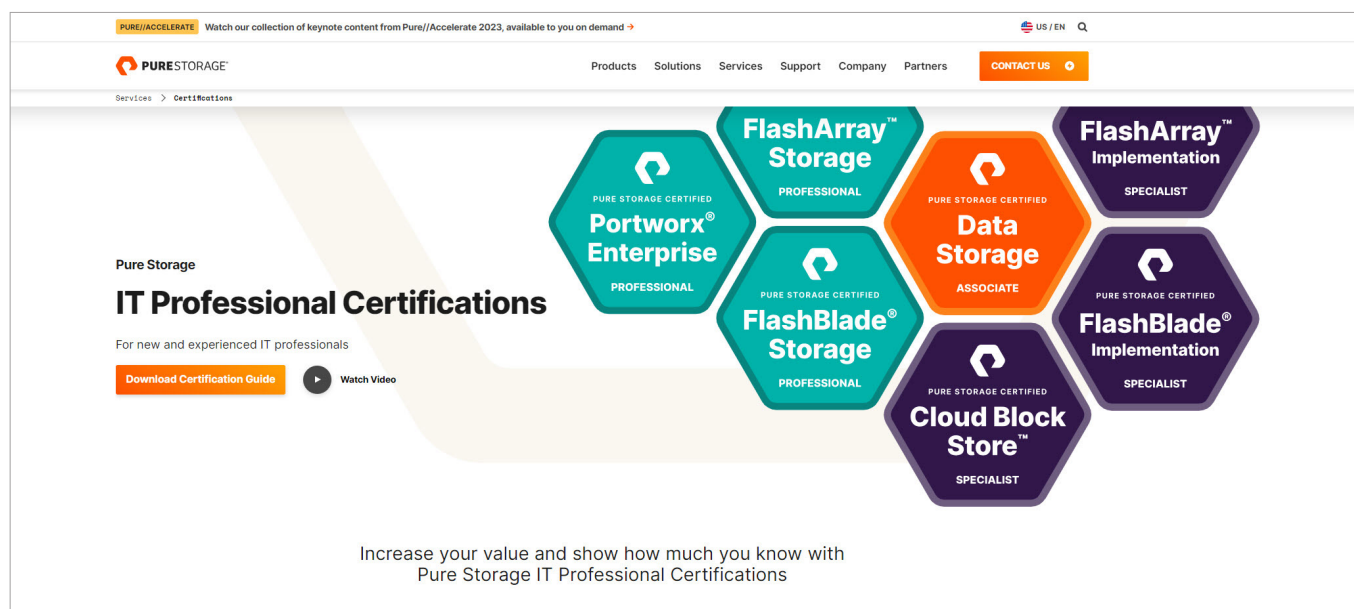 PURE//ACCELERATE Watch our collection of keynote content from Pure//Accelerate 2023, available to you on demand →
US / EN
PURESTORAGE®
Products Solutions Services Support Company Partners CONTACT US
Services > Certifications
Pure Storage
IT Professional Certifications
For new and experienced IT professionals
Download Certification Guide
Watch Video
PURE STORAGE CERTIFIED
Portworx®
Enterprise
PROFESSIONAL
FlashArray™
Storage
PROFESSIONAL
PURE STORAGE CERTIFIED
FlashBlade®
Storage
PROFESSIONAL
PURE STORAGE CERTIFIED
Data
Storage
ASSOCIATE
PURE STORAGE CERTIFIED
Cloud Block
Store™
SPECIALIST
FlashArray™
Implementation
SPECIALIST
PURE STORAGE CERTIFIED
FlashBlade®
Implementation
SPECIALIST
Increase your value and show how much you know with
Pure Storage IT Professional Certifications